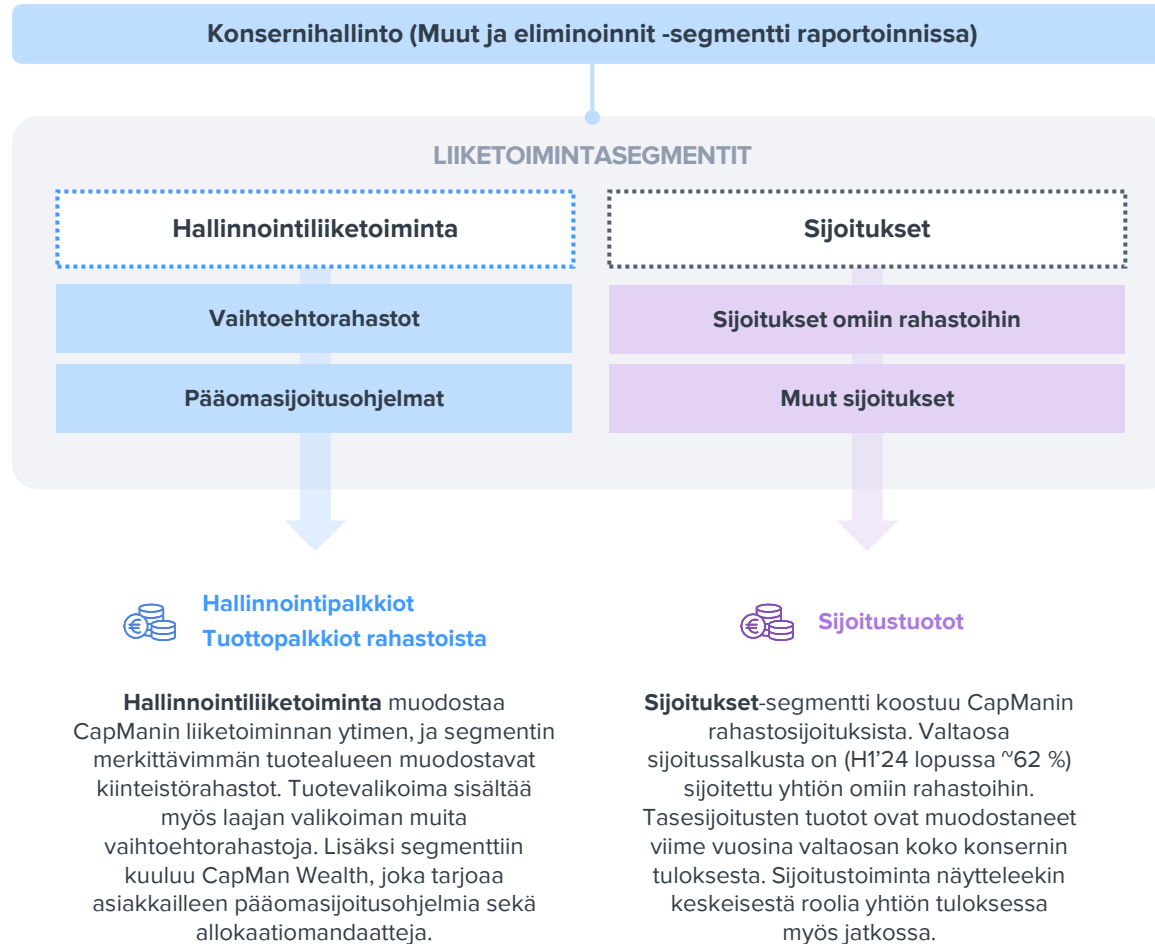 Konsernihallinto (Muut ja eliminoinnit -segmentti raportoinnissa)
LIIKETOIMINTASEGMENTIT
Hallinnointiliiketoiminta
Vaihtoehtorahastot
Pääomasijoitusohjelmat
Sijoitukset
Sijoitukset omiin rahastoihin
Muut sijoitukset
Hallinnointipalkkiot
Tuottopalkkiot rahastoista
Hallinnointiliiketoiminta muodostaa
CapManin liiketoiminnan ytimen, ja segmentin
merkittävimmän tuotealueen muodostavat
kiinteistörahastot. Tuotevalikoima sisältää
myös laajan valikoiman muita
vaihtoehtorahastoja. Lisäksi segmenttiin
kuuluu CapMan Wealth, joka tarjoaa
asiakkailleen pääomasijoitusohjelmia sekä
allokaatiomandaatteja.
Sijoitustuotot
Sijoitukset-segmentti koostuu CapManin
rahastosijoituksista. Valtaosa
sijoitussalkusta on (H1’24 lopussa ~62 %)
sijoitettu yhtiön omiin rahastoihin.
Tasesijoitusten tuotot ovat muodostaneet
viime vuosina valtaosan koko konsernin
tuloksesta. Sijoitustoiminta näytteleekin
keskeisestä roolia yhtiön tuloksessa
myös jatkossa.